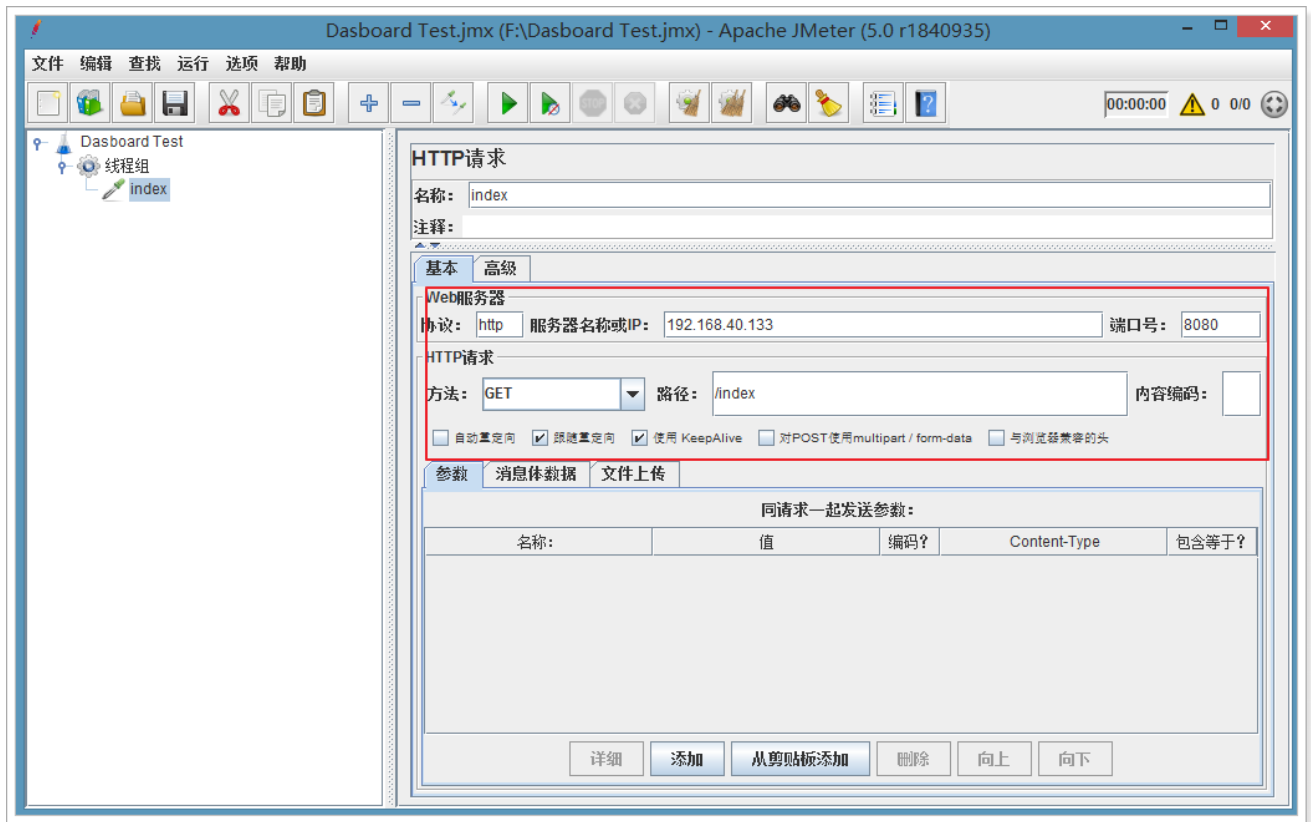 Dasboard Test.jmx (F:\Dasboard Test.jmx) - Apache JMeter (5.0 r1840935)
文件 编辑 查找 运行 选项 帮助
STOP
00:00:00 0 0/0
Dasboard Test
线程组
index
HTTP请求
名称： index
注释：
基本 高级
Web服务器
协议： http 服务器名称或IP： 192.168.40.133 端口号： 8080
HTTP请求
方法： GET 路径： /index 内容编码：
自动重定向 跟随重定向 使用 KeepAlive 对POST使用multipart / form-data 与浏览器兼容的头
参数 消息体数据 文件上传
同请求一起发送参数：
名称： 值 编码？ Content-Type 包含等于？
详细 添加 从剪贴板添加 删除 向上 向下